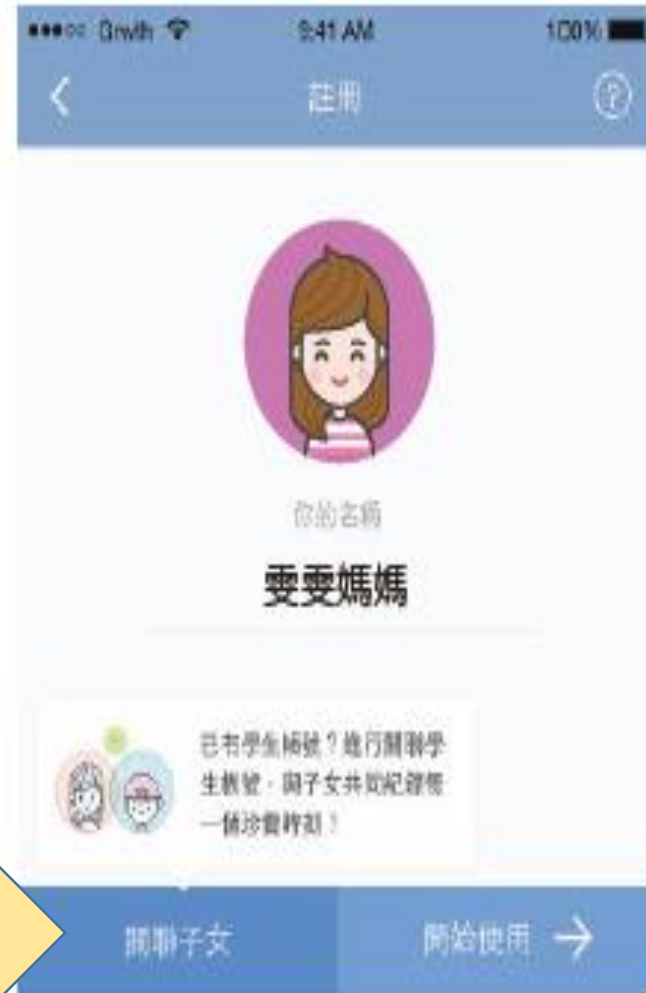 Grwth 9:41 AM 100%
註冊
你的名稱
雯雯媽媽
已有學生帳號？進行關聯學
生帳號，與子女共同紀錄每
一個珍貴時刻！
關聯子女
開始使用